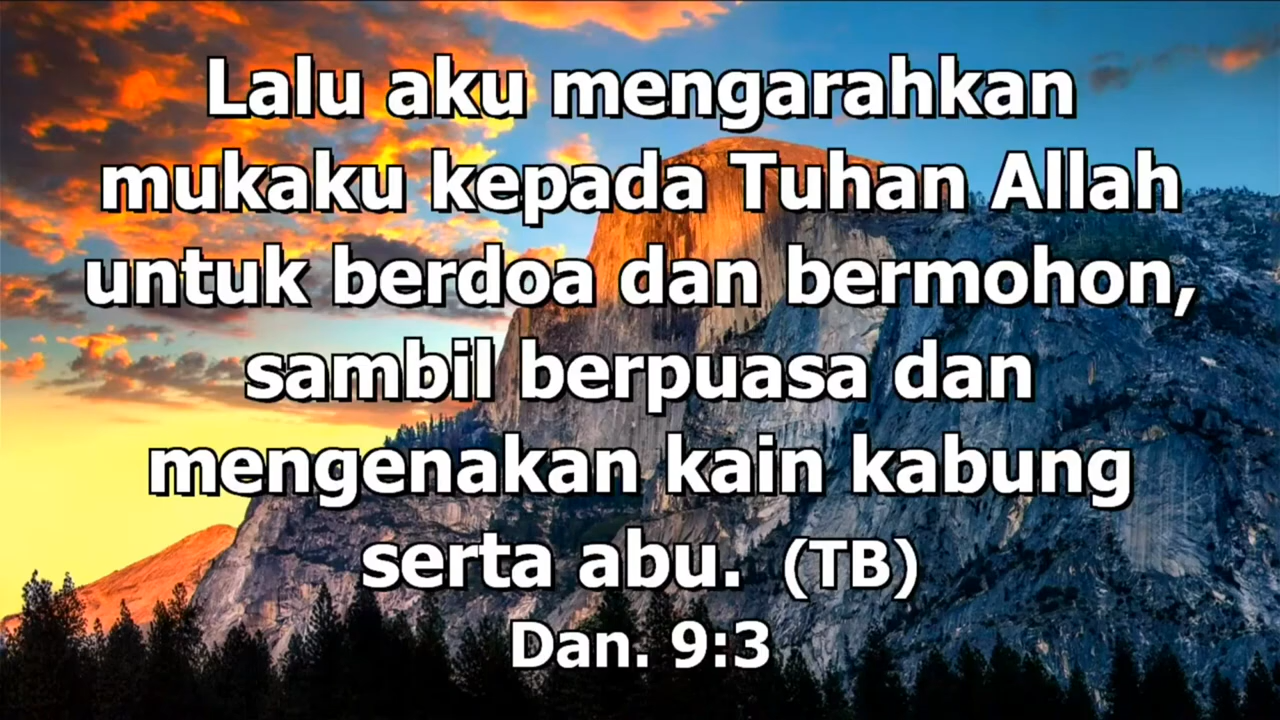 Lalu aku mengarahkan
mukaku kepada Tuhan Allah
untuk berdoa dan bermohon,
sambil berpuasa dan
mengenakan kain kabung
serta abu. (TB)
Dan. 9:3